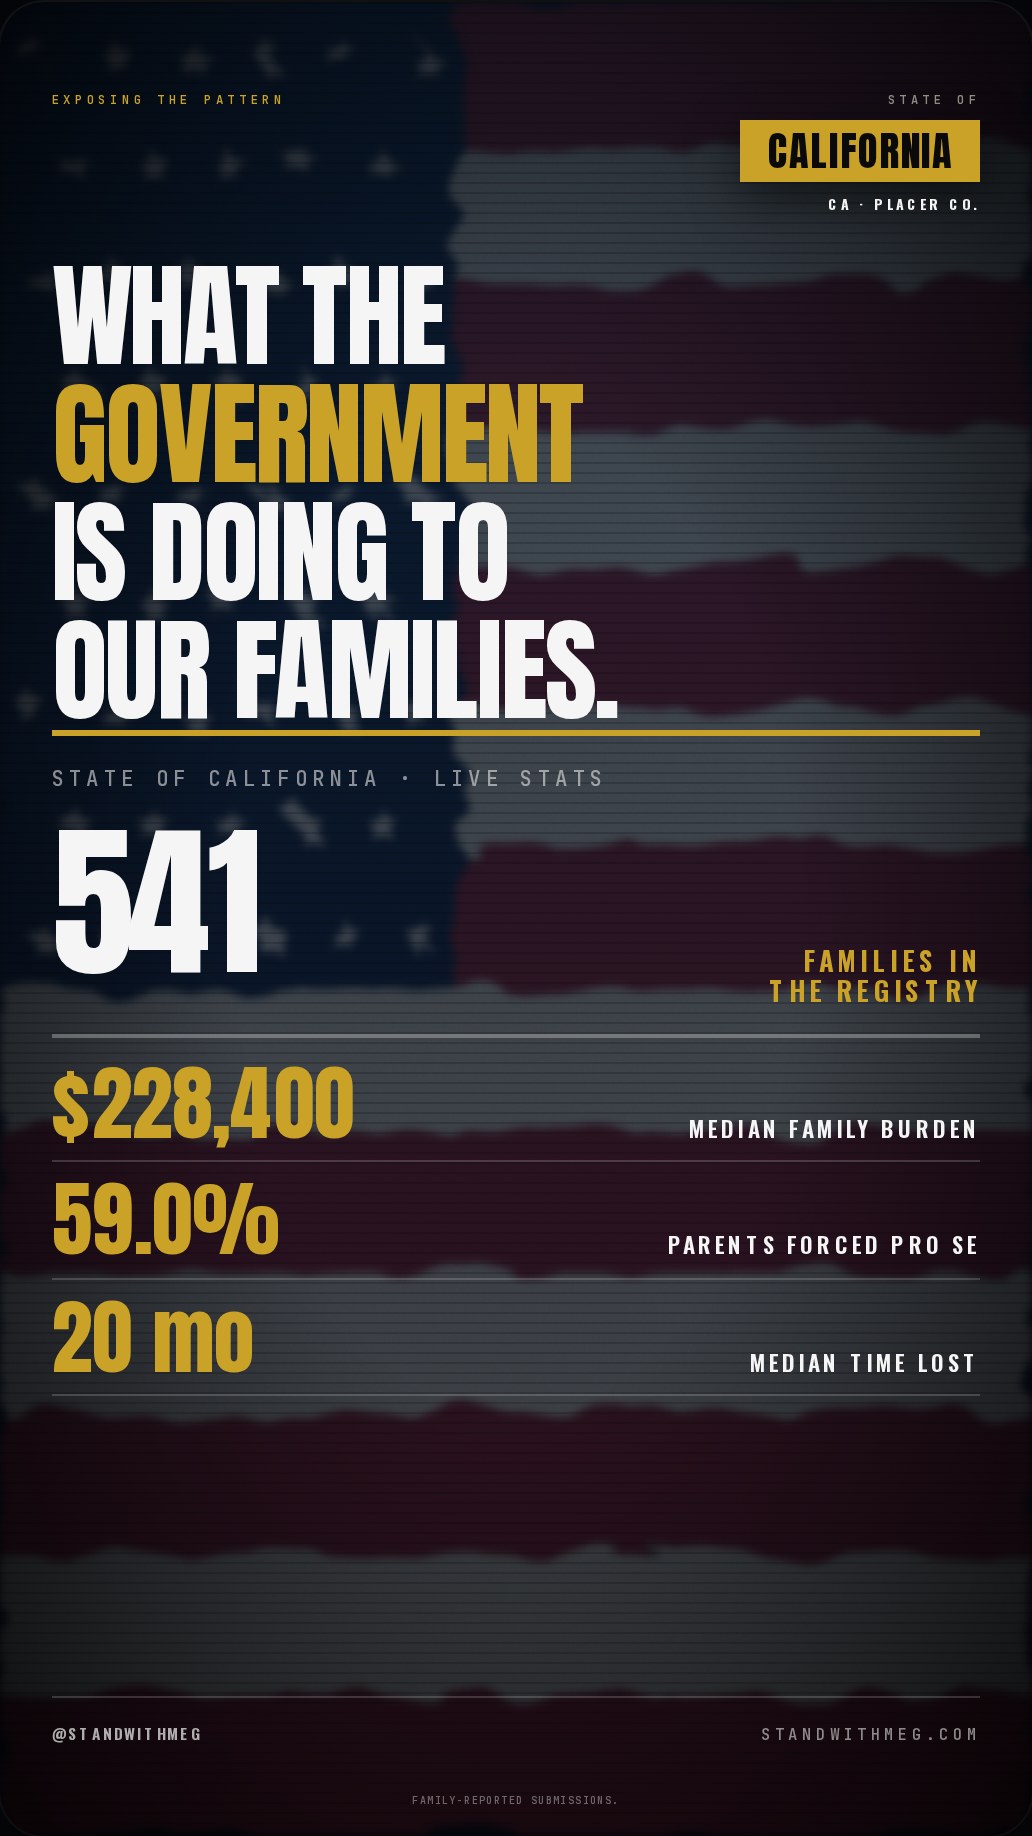 EXPOSING THE PATTERN
STATE OF
CALIFORNIA
CA · PLACER CO.
WHAT THE
GOVERNMENT
IS DOING TO
OUR FAMILIES.
STATE OF CALIFORNIA · LIVE STATS
541
FAMILIES IN
THE REGISTRY
$228,400
MEDIAN FAMILY BURDEN
59.0%
PARENTS FORCED PRO SE
20 mo
MEDIAN TIME LOST
@STANDWITHMEG
STANDWITHMEG.COM
FAMILY-REPORTED SUBMISSIONS.